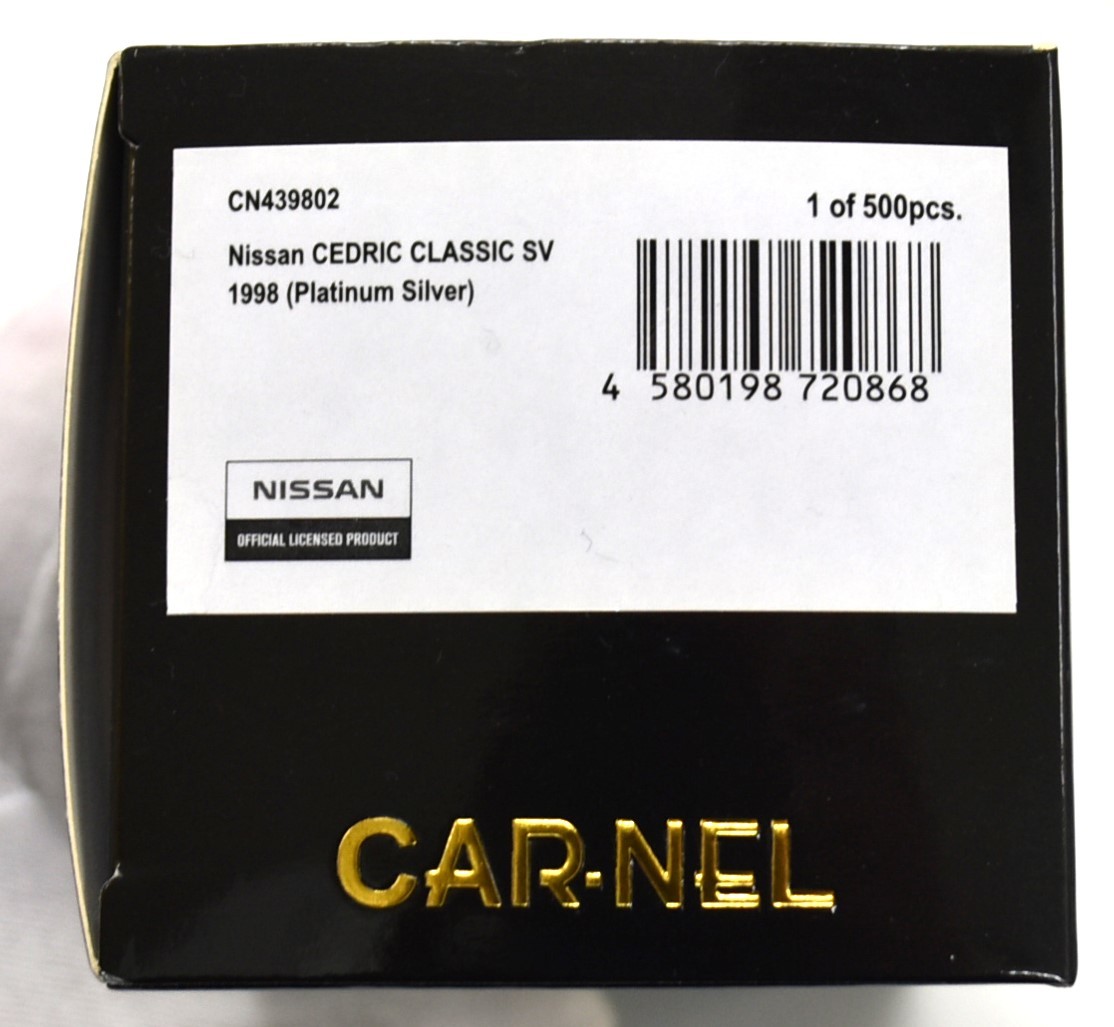 CN439802
1 of 500pcs.
Nissan CEDRIC CLASSIC SV
1998 (Platinum Silver)
4 580198 720868
NISSAN
OFFICIAL LICENSED PRODUCT
CAR·NEL